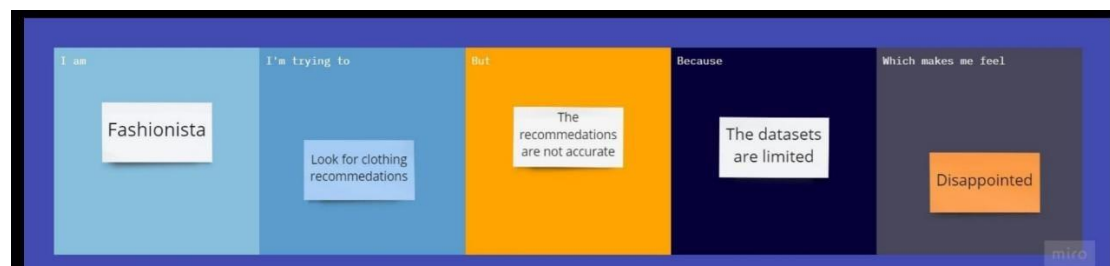 I am
Fashionista
I'm trying to
Look for clothing
recommedations
But
The
recommedations
are not accurate
Because
The datasets
are limited
Which makes me feel
Disappointed
miro